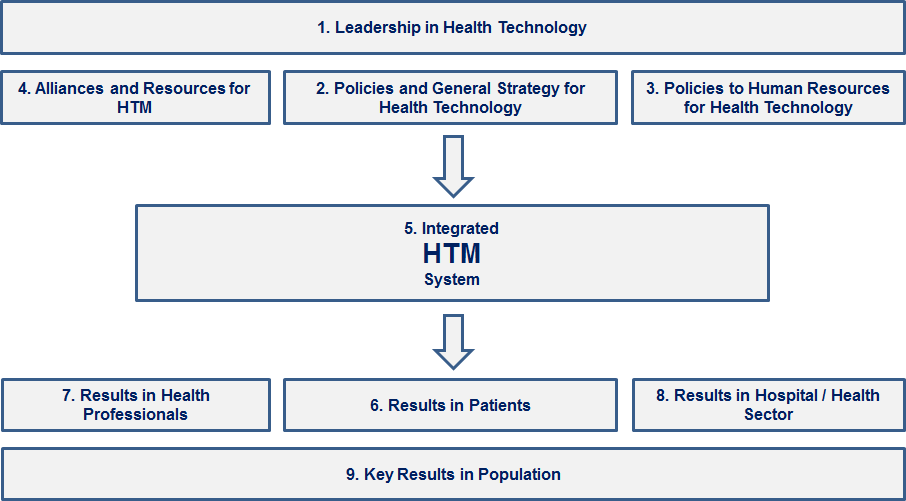 1. Leadership in Health Technology
4. Alliances and Resources for
HTM
2. Policies and General Strategy for
Health Technology
3. Policies to Human Resources
for Health Technology
5. Integrated
HTM
System
7. Results in Health
Professionals
6. Results in Patients
8. Results in Hospital / Health
Sector
9. Key Results in Population